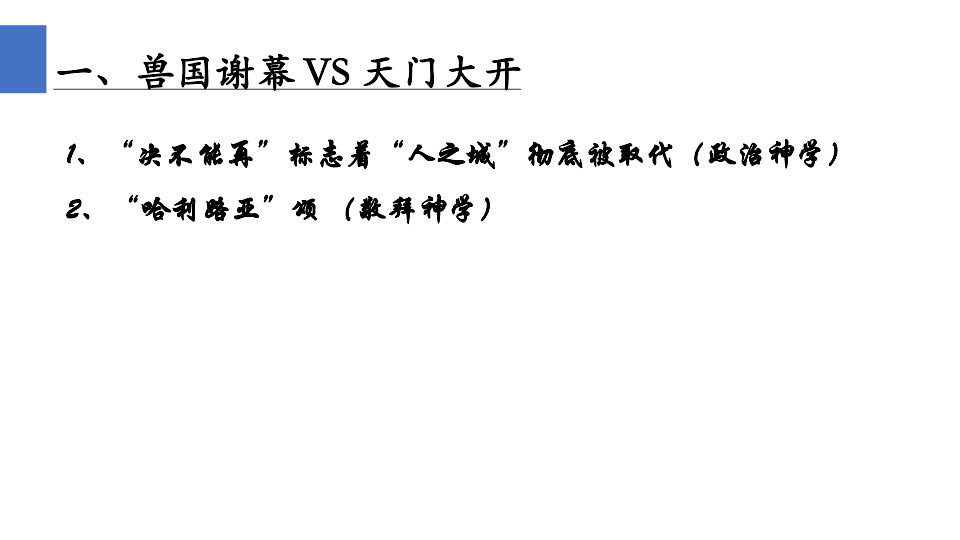 一、兽国谢幕 VS 天门大开
1、“决不能再”标志着“人之城”彻底被取代（政治神学）
2、“哈利路亚”颂（敬拜神学）